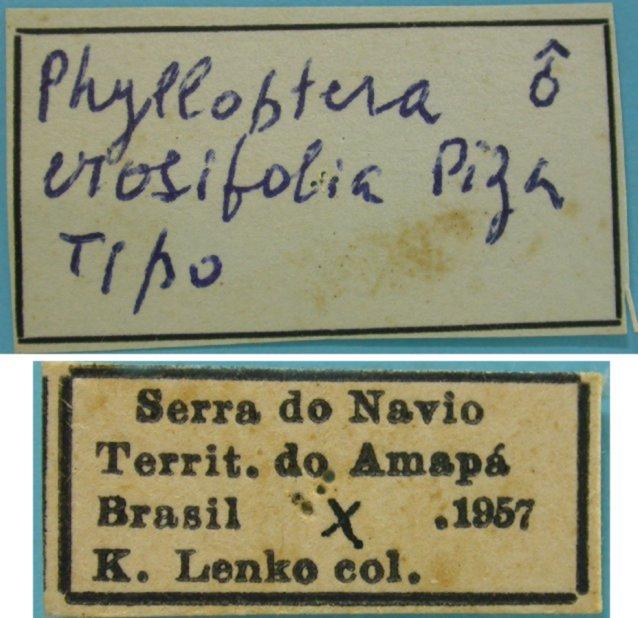 Phylloptera ♂
erosifolia Piza
Tipo
Serra do Navio
Territ. do Amapá
Brasil X .1957
K. Lenko col.